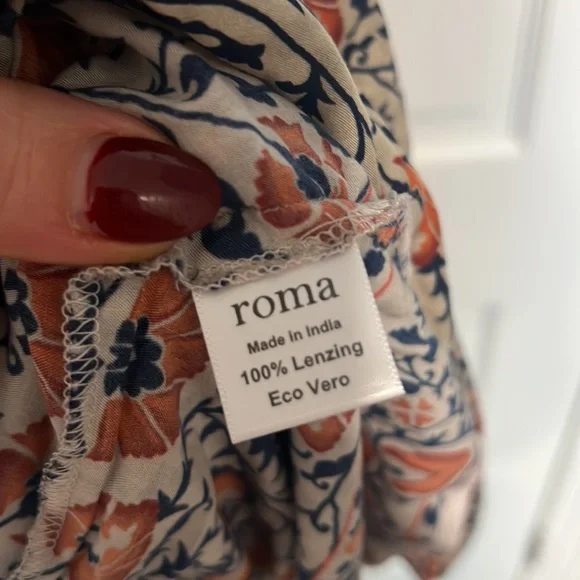 roma
Made in India
100% Lenzing
Eco Vero